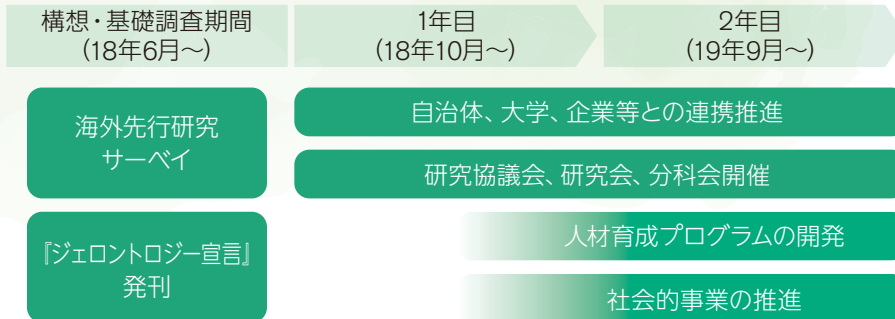 構想・基礎調査期間
(18年6月〜)
1年目
(18年10月〜)
2年目
(19年9月〜)
海外先行研究
サーベイ
自治体、大学、企業等との連携推進
研究協議会、研究会、分科会開催
『ジェロントロジー宣言』
発刊
人材育成プログラムの開発
社会的事業の推進